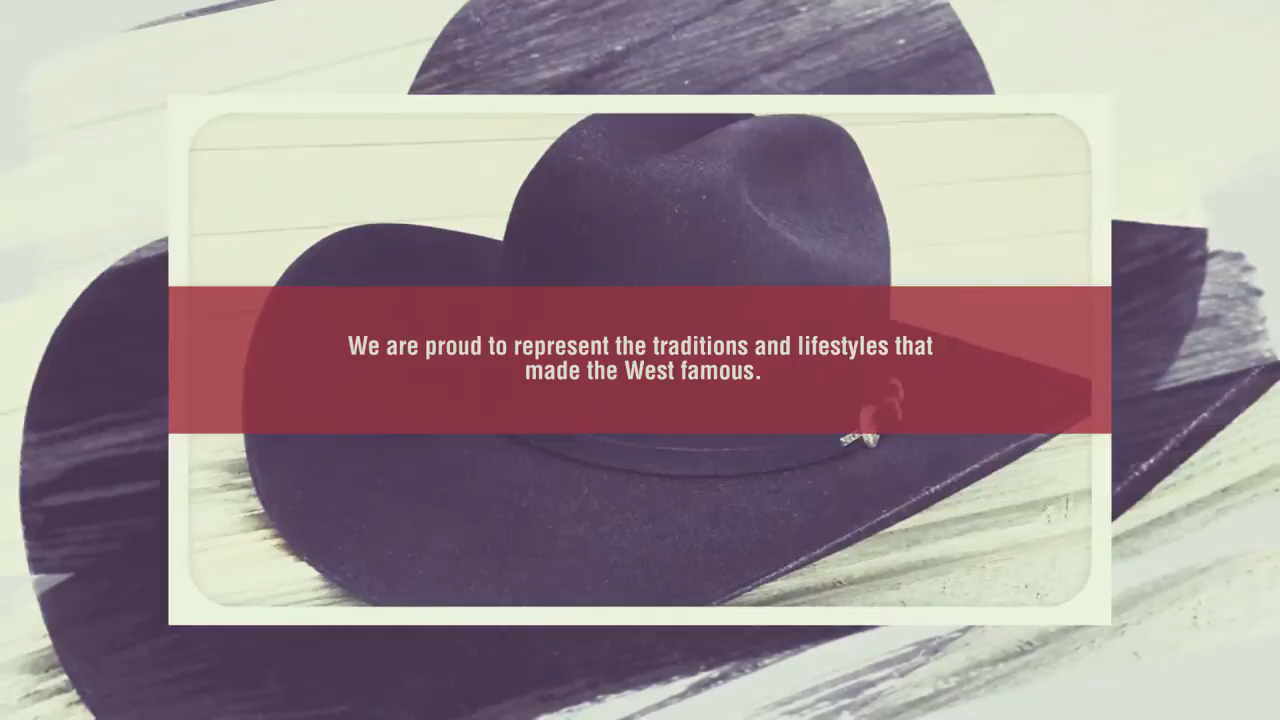 We are proud to represent the traditions and lifestyles that
made the West famous.